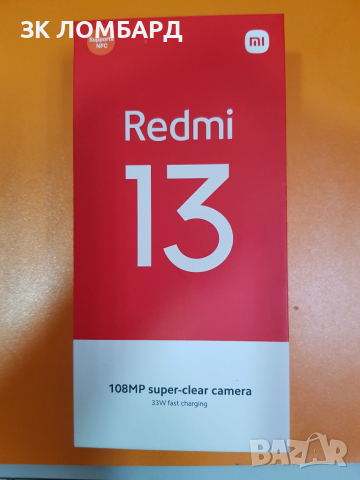 ЗК ЛОМБАРД
Supports
NFC
mi
Redmi
13
108MP super-clear camera
33W fast charging
BAZAR